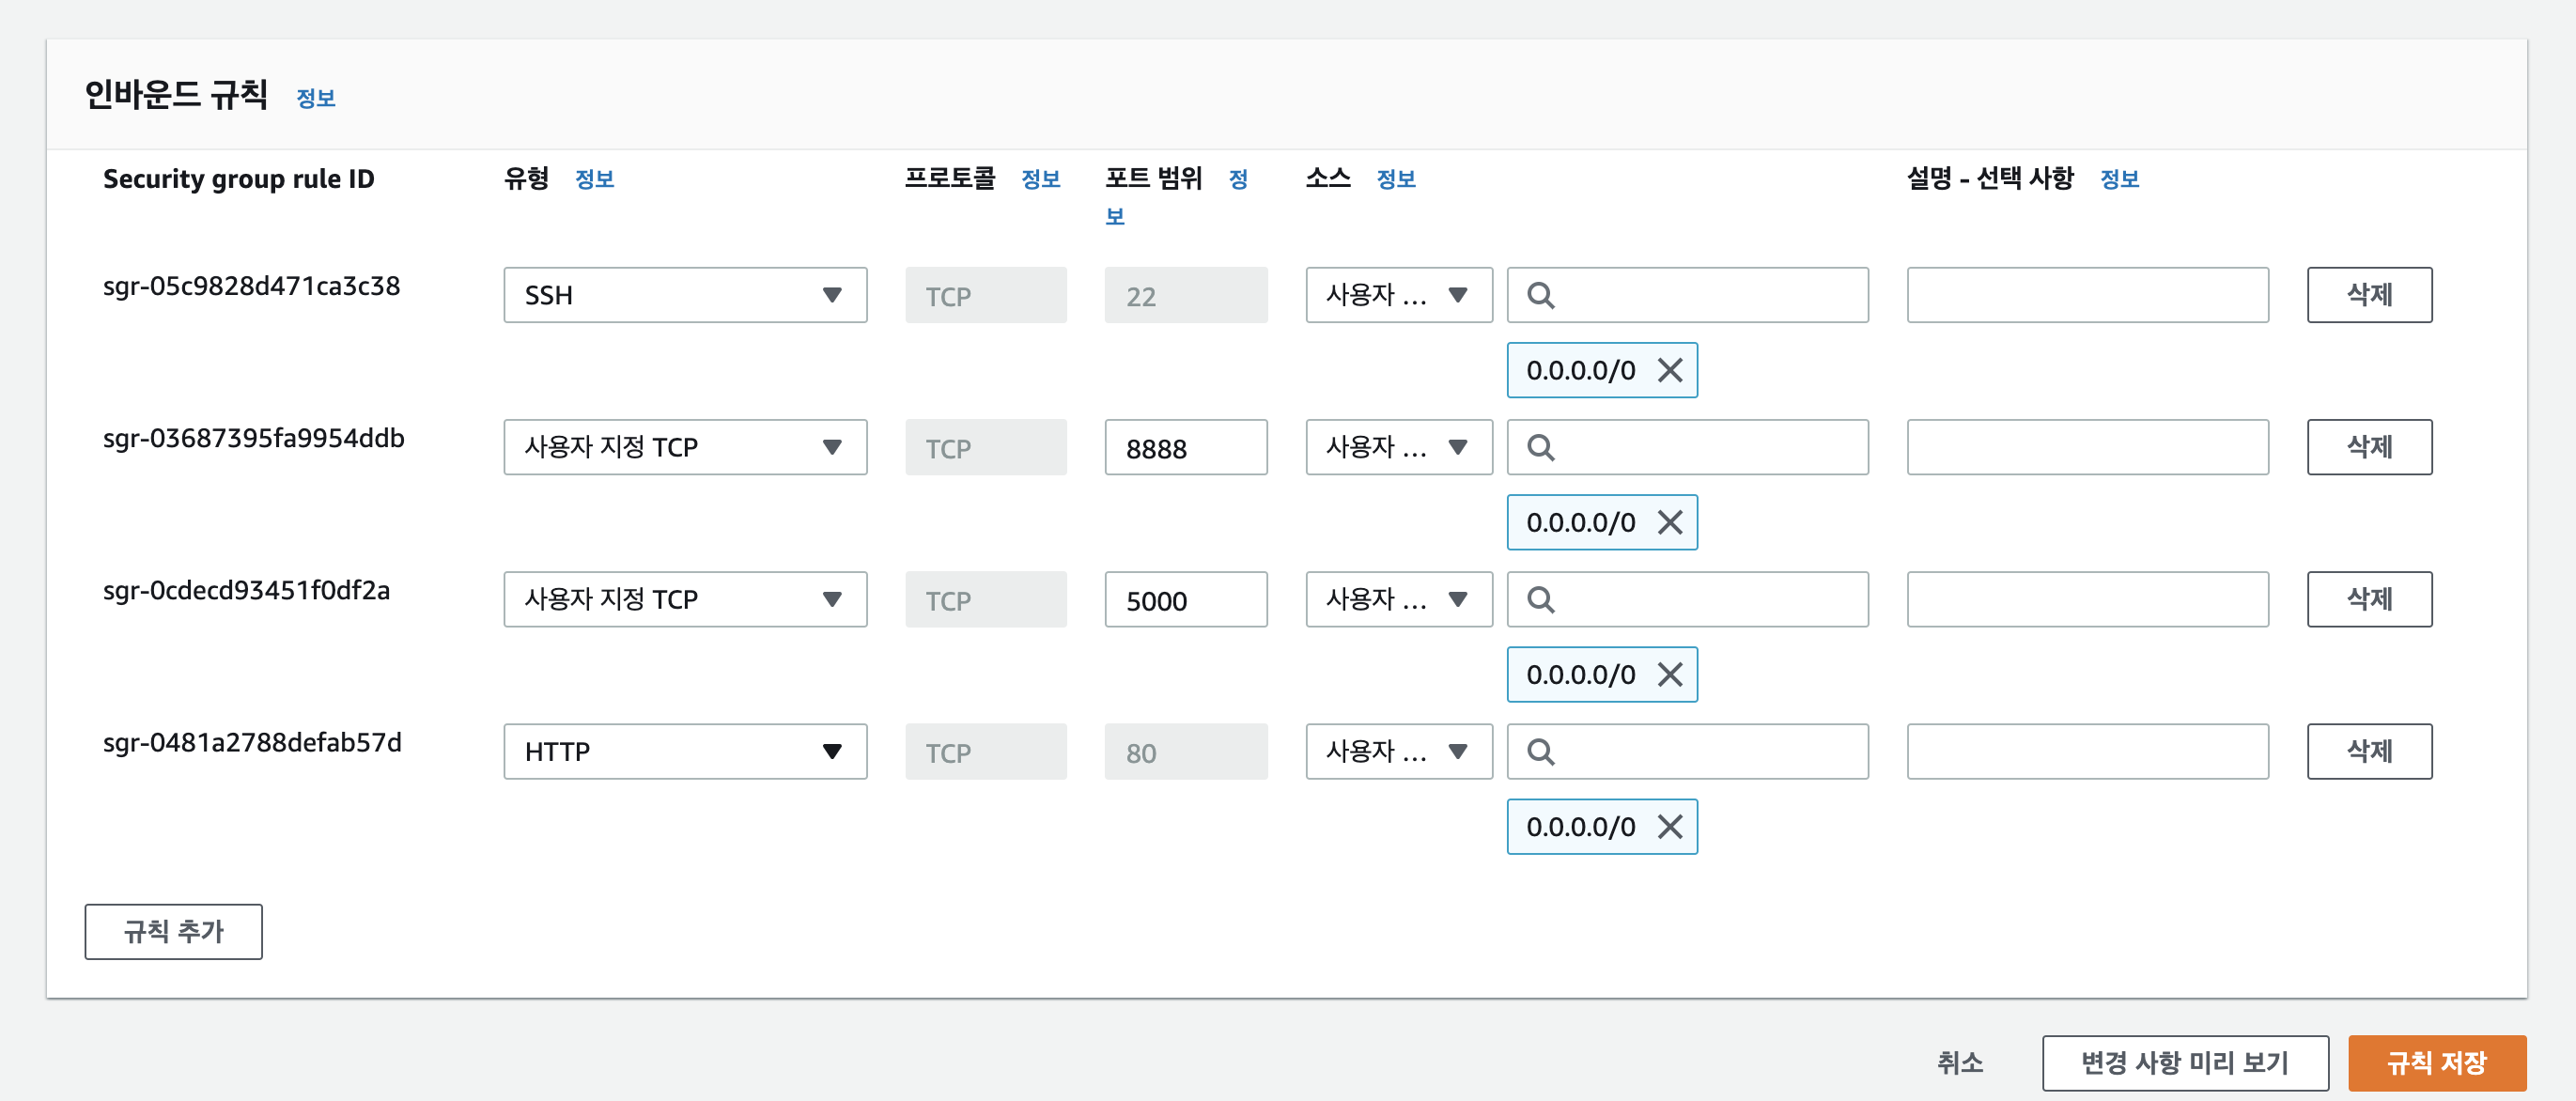 인바운드 규칙 정보
Security group rule ID 유형 정보 프로토콜 정보 포트 범위 정보 소스 정보 설명 - 선택 사항 정보
sgr-05c9828d471ca3c38 SSH TCP 22 사용자 ... 삭제
0.0.0.0/0
sgr-03687395fa9954ddb 사용자 지정 TCP TCP 8888 사용자 ... 삭제
0.0.0.0/0
sgr-0cdecd93451f0df2a 사용자 지정 TCP TCP 5000 사용자 ... 삭제
0.0.0.0/0
sgr-0481a2788defab57d HTTP TCP 80 사용자 ... 삭제
0.0.0.0/0
규칙 추가
취소 변경 사항 미리 보기 규칙 저장